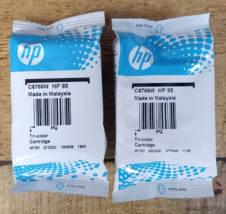 hp
C8766W HP 95
Made in Malaysia
PG
Tri-color
Cartridge
hp
C8766W HP 95
Made in Malaysia
PG
Tri-color
Cartridge